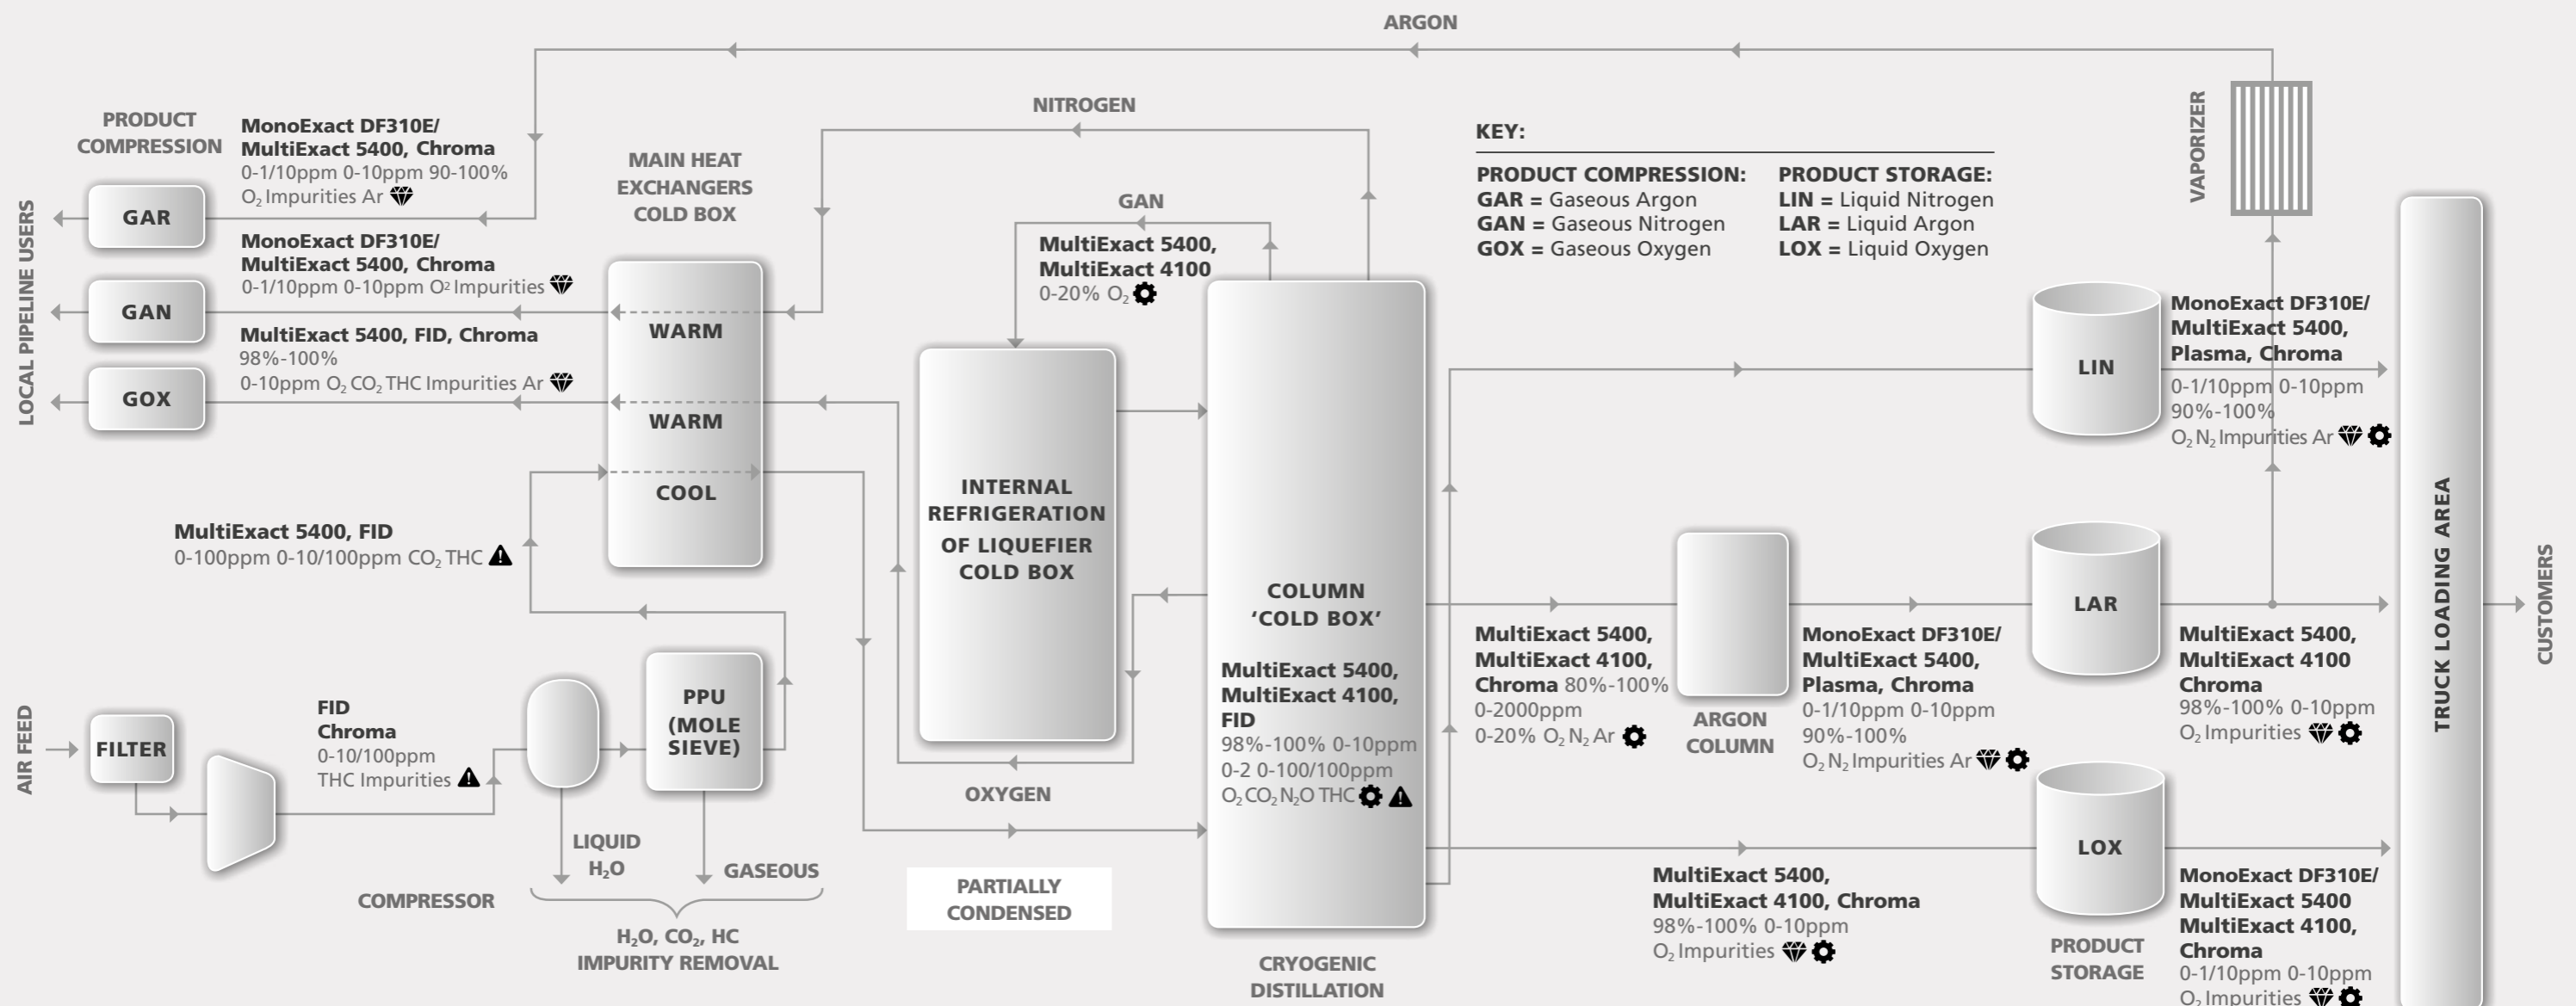 ARGON
NITROGEN
PRODUCT
COMPRESSION
MonoExact DF310E/
MultiExact 5400, Chroma
0-1/10ppm 0-10ppm 90-100%
O₂ Impurities Ar
GAR
MonoExact DF310E/
MultiExact 5400, Chroma
0-1/10ppm 0-10ppm O² Impurities
GAN
MultiExact 5400, FID, Chroma
98%-100%
0-10ppm O₂ CO₂ THC Impurities Ar
GOX
LOCAL PIPELINE USERS
MAIN HEAT
EXCHANGERS
COLD BOX
WARM
WARM
COOL
GAN
MultiExact 5400,
MultiExact 4100
0-20% O₂
KEY:
PRODUCT COMPRESSION:
GAR = Gaseous Argon
GAN = Gaseous Nitrogen
GOX = Gaseous Oxygen
PRODUCT STORAGE:
LIN = Liquid Nitrogen
LAR = Liquid Argon
LOX = Liquid Oxygen
VAPORIZER
LIN
MonoExact DF310E/
MultiExact 5400,
Plasma, Chroma
0-1/10ppm 0-10ppm
90%-100%
O₂ N₂ Impurities Ar
INTERNAL
REFRIGERATION
OF LIQUEFIER
COLD BOX
MultiExact 5400, FID
0-100ppm 0-10/100ppm CO₂ THC
COLUMN
‘COLD BOX’
MultiExact 5400,
MultiExact 4100,
FID
98%-100% 0-10ppm
0-2 0-100/100ppm
O₂ CO₂ N₂O THC
MultiExact 5400,
MultiExact 4100,
Chroma 80%-100%
0-2000ppm
0-20% O₂ N₂ Ar
ARGON
COLUMN
MonoExact DF310E/
MultiExact 5400,
Plasma, Chroma
0-1/10ppm 0-10ppm
90%-100%
O₂ N₂ Impurities Ar
LAR
MultiExact 5400,
MultiExact 4100
Chroma
98%-100% 0-10ppm
O₂ Impurities
TRUCK LOADING AREA
CUSTOMERS
AIR FEED
FILTER
FID
Chroma
0-10/100ppm
THC Impurities
PPU
(MOLE
SIEVE)
OXYGEN
LIQUID
H₂O
GASEOUS
COMPRESSOR
H₂O, CO₂, HC
IMPURITY REMOVAL
PARTIALLY
CONDENSED
CRYOGENIC
DISTILLATION
MultiExact 5400,
MultiExact 4100, Chroma
98%-100% 0-10ppm
O₂ Impurities
LOX
PRODUCT
STORAGE
MonoExact DF310E/
MultiExact 5400
MultiExact 4100,
Chroma
0-1/10ppm 0-10ppm
O₂ Impurities